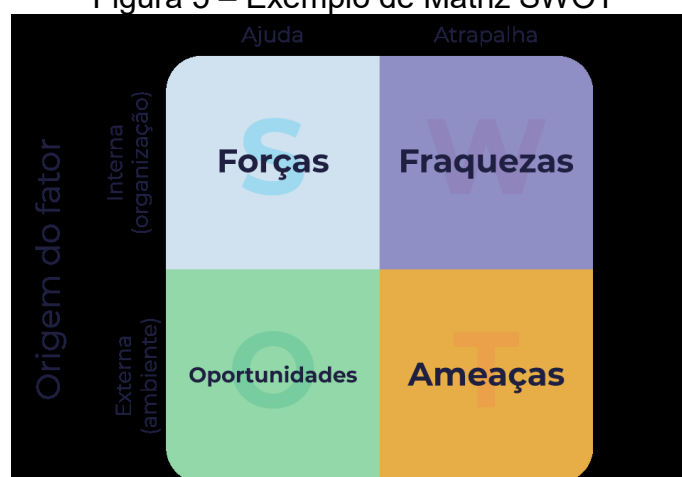 Figura 5 – Exemplo de Matriz SWOT
Ajuda
Atrapalha
Origem do fator
Interna
(organização)
S
Forças
W
Fraquezas
Externa
(ambiente)
O
Oportunidades
T
Ameaças